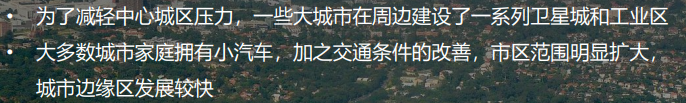 • 为了减轻中心城区压力，一些大城市在周边建设了一系列卫星城和工业区
• 大多数城市家庭拥有小汽车，加之交通条件的改善，市区范围明显扩大，
城市边缘区发展较快